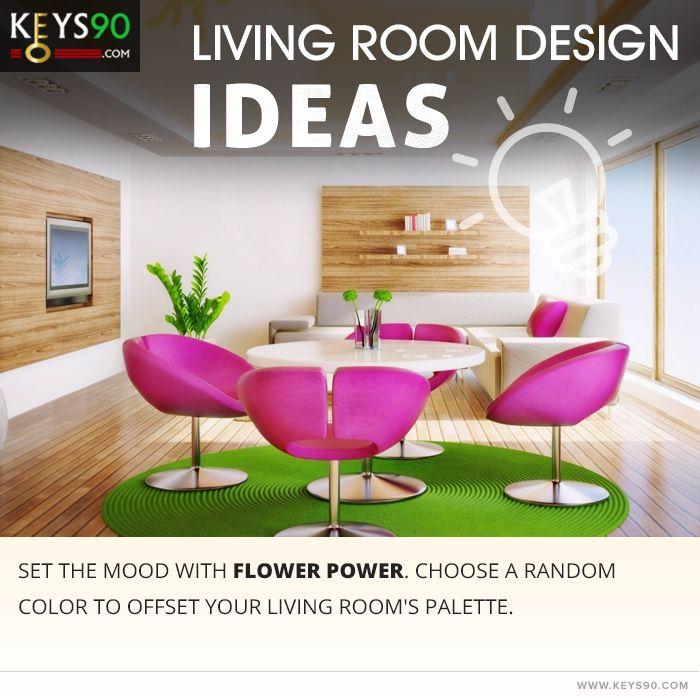 KEYS90
.COM
LIVING ROOM DESIGN
IDEAS
SET THE MOOD WITH FLOWER POWER. CHOOSE A RANDOM
COLOR TO OFFSET YOUR LIVING ROOM'S PALETTE.
WWW.KEYS90.COM